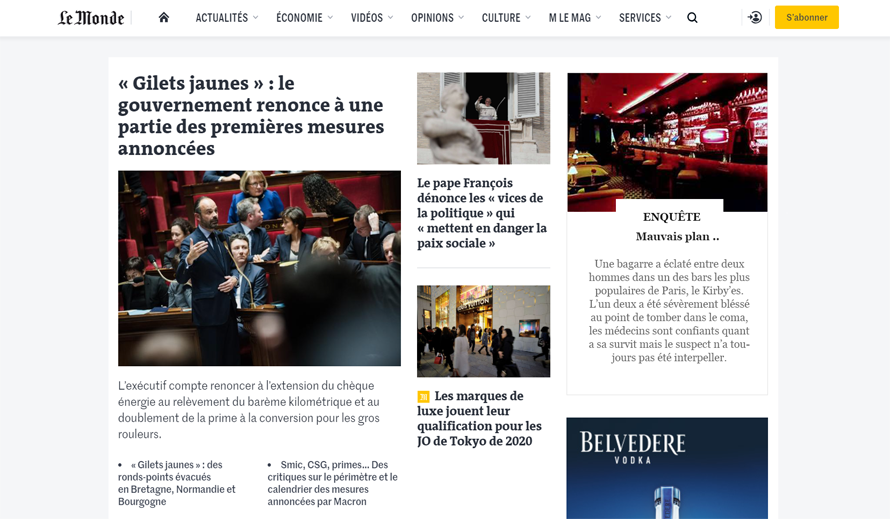 Le Monde
ACTUALITÉS
ÉCONOMIE
VIDÉOS
OPINIONS
CULTURE
M LE MAG
SERVICES
S'abonner
« Gilets jaunes » : le
gouvernement renonce à une
partie des premières mesures
annoncées
L'exécutif compte renoncer à l'extension du chèque
énergie au relèvement du barème kilométrique et au
doublement de la prime à la conversion pour les gros
rouleurs.
• « Gilets jaunes » : des
ronds-points évacués
en Bretagne, Normandie et
Bourgogne
• Smic, CSG, primes… Des
critiques sur le périmètre et le
calendrier des mesures
annoncées par Macron
Le pape François
dénonce les « vices de
la politique » qui
« mettent en danger la
paix sociale »
LOUIS VUITTON
M Les marques de
luxe jouent leur
qualification pour les
JO de Tokyo de 2020
ENQUÊTE
Mauvais plan ..
Une bagarre a éclaté entre deux
hommes dans un des bars les plus
populaires de Paris, le Kirby'es.
L'un deux a été sévèrement bléssé
au point de tomber dans le coma,
les médecins sont confiants quant
a sa survit mais le suspect n'a tou-
jours pas été interpeller.
BELVEDERE
VODKA